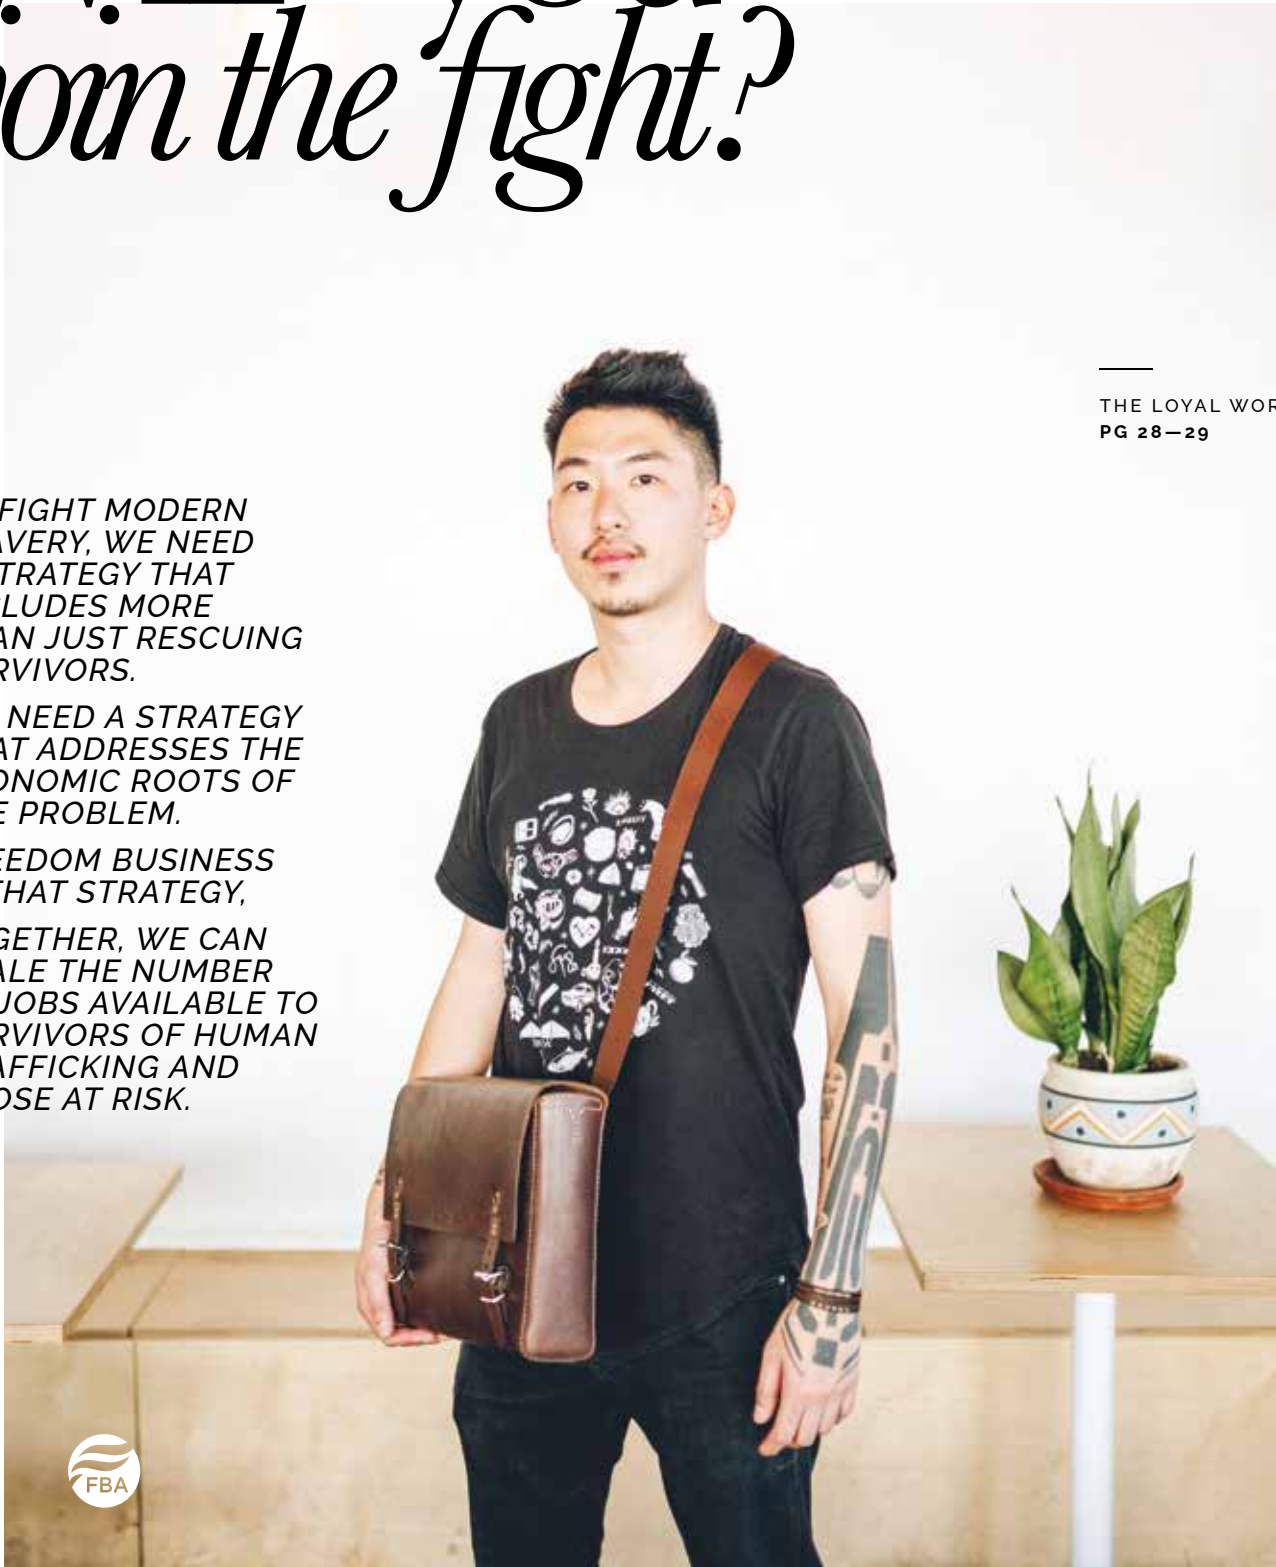 join the fight?
THE LOYAL WOR
PG 28—29
FIGHT MODERN
AVERY, WE NEED
TRATEGY THAT
CLUDES MORE
AN JUST RESCUING
RVIVORS.
NEED A STRATEGY
AT ADDRESSES THE
ONOMIC ROOTS OF
E PROBLEM.
EEDOM BUSINESS
THAT STRATEGY,
GETHER, WE CAN
ALE THE NUMBER
JOBS AVAILABLE TO
RVIVORS OF HUMAN
AFFICKING AND
OSE AT RISK.
FBA